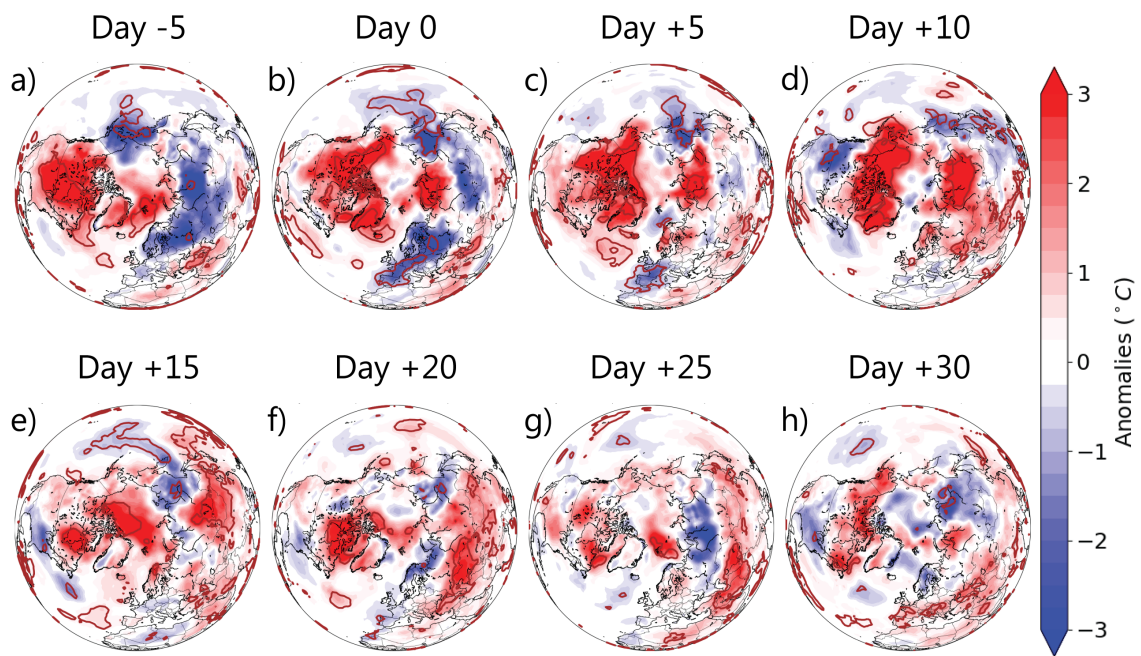 Day -5
Day 0
Day +5
Day +10
a)
b)
c)
d)
Day +15
Day +20
Day +25
Day +30
e)
f)
g)
h)
3
2
1
0
−1
−2
−3
Anomalies (°C)